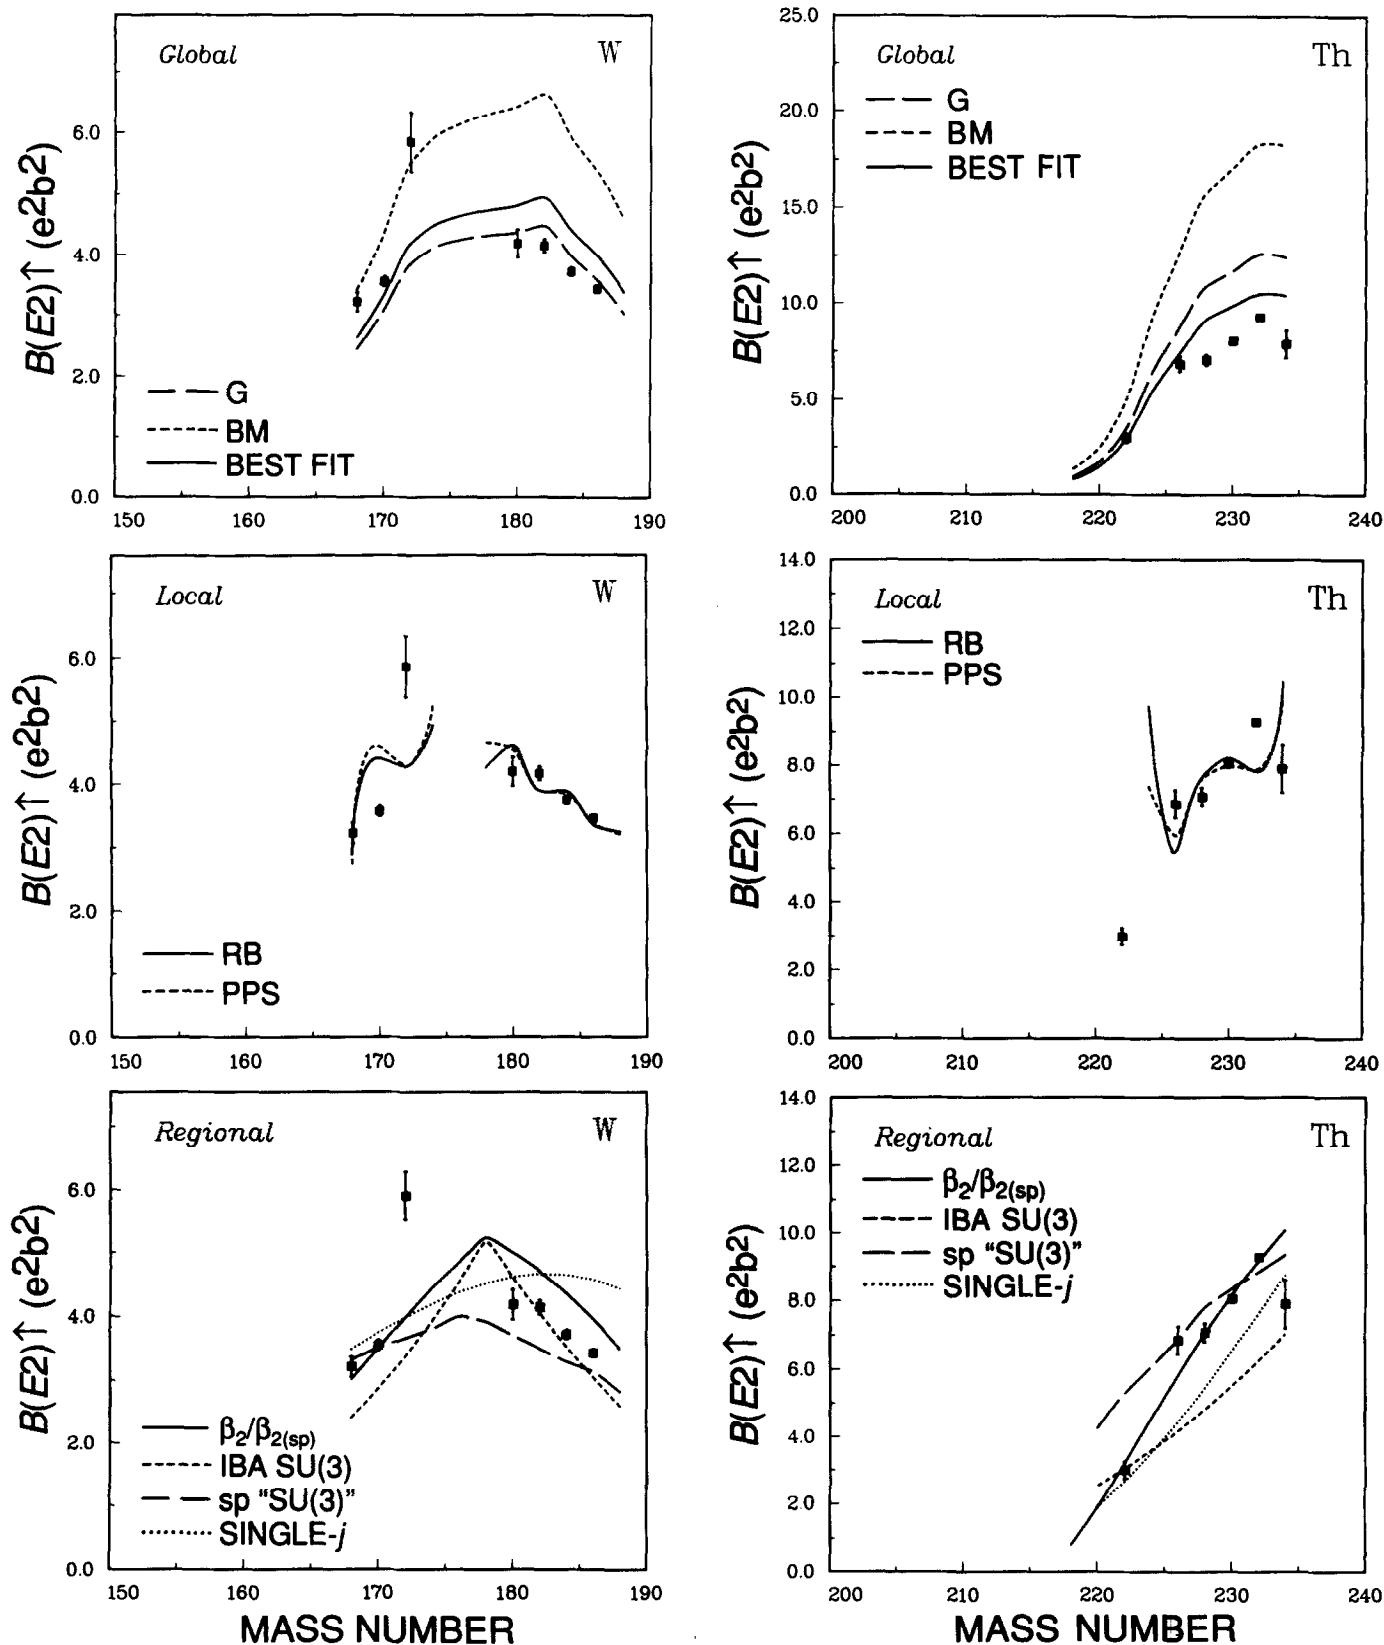 Global W
B(E2)↑ (e2b2)
6.0
4.0
2.0
0.0
G
BM
BEST FIT
150 160 170 180 190
Global Th
B(E2)↑ (e2b2)
25.0
20.0
15.0
10.0
5.0
0.0
G
BM
BEST FIT
200 210 220 230 240
Local W
B(E2)↑ (e2b2)
6.0
4.0
2.0
0.0
RB
PPS
150 160 170 180 190
Local Th
B(E2)↑ (e2b2)
14.0
12.0
10.0
8.0
6.0
4.0
2.0
0.0
RB
PPS
200 210 220 230 240
Regional W
B(E2)↑ (e2b2)
6.0
4.0
2.0
0.0
β2/β2(sp)
IBA SU(3)
sp "SU(3)"
SINGLE-j
150 160 170 180 190
MASS NUMBER
Regional Th
B(E2)↑ (e2b2)
14.0
12.0
10.0
8.0
6.0
4.0
2.0
0.0
β2/β2(sp)
IBA SU(3)
sp "SU(3)"
SINGLE-j
200 210 220 230 240
MASS NUMBER